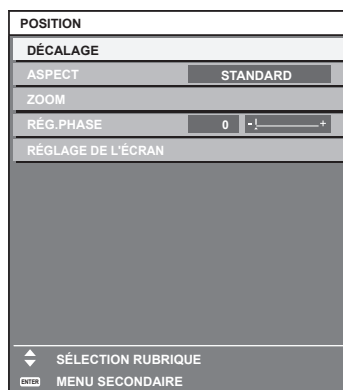 POSITION
DÉCALAGE
ASPECT STANDARD
ZOOM
RÉG.PHASE 0 - +
RÉGLAGE DE L'ÉCRAN
SÉLECTION RUBRIQUE
ENTER MENU SECONDAIRE